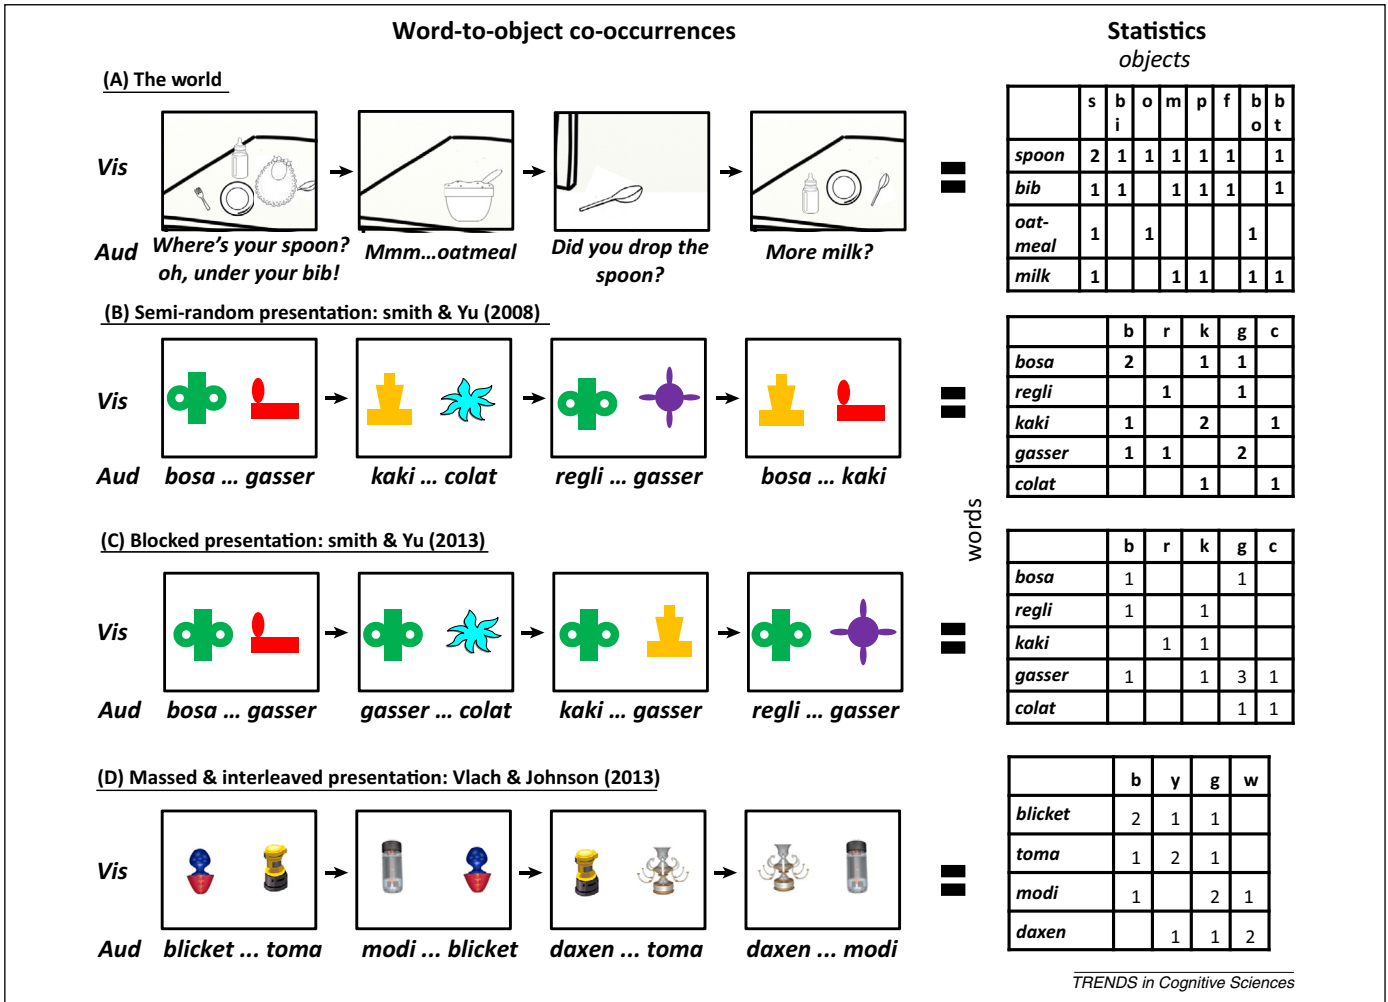 Word-to-object co-occurrences
Statistics
objects
(A) The world
Vis
Aud
Where's your spoon?
oh, under your bib!
Mmm...oatmeal
Did you drop the
spoon?
More milk?
s bi o m p f bo bt
spoon 2 1 1 1 1 1 1
bib 1 1 1 1 1 1
oat-
meal 1 1 1
milk 1 1 1 1 1
(B) Semi-random presentation: smith & Yu (2008)
Vis
Aud
bosa ... gasser
kaki ... colat
regli ... gasser
bosa ... kaki
b r k g c
bosa 2 1 1
regli 1 1
kaki 1 2 1
gasser 1 1 2
colat 1 1
words
(C) Blocked presentation: smith & Yu (2013)
Vis
Aud
bosa ... gasser
gasser ... colat
kaki ... gasser
regli ... gasser
b r k g c
bosa 1 1
regli 1 1
kaki 1 1
gasser 1 1 3 1
colat 1 1
(D) Massed & interleaved presentation: Vlach & Johnson (2013)
Vis
Aud
blicket ... toma
modi ... blicket
daxen ... toma
daxen ... modi
b y g w
blicket 2 1 1
toma 1 2 1
modi 1 2 1
daxen 1 1 2
TRENDS in Cognitive Sciences